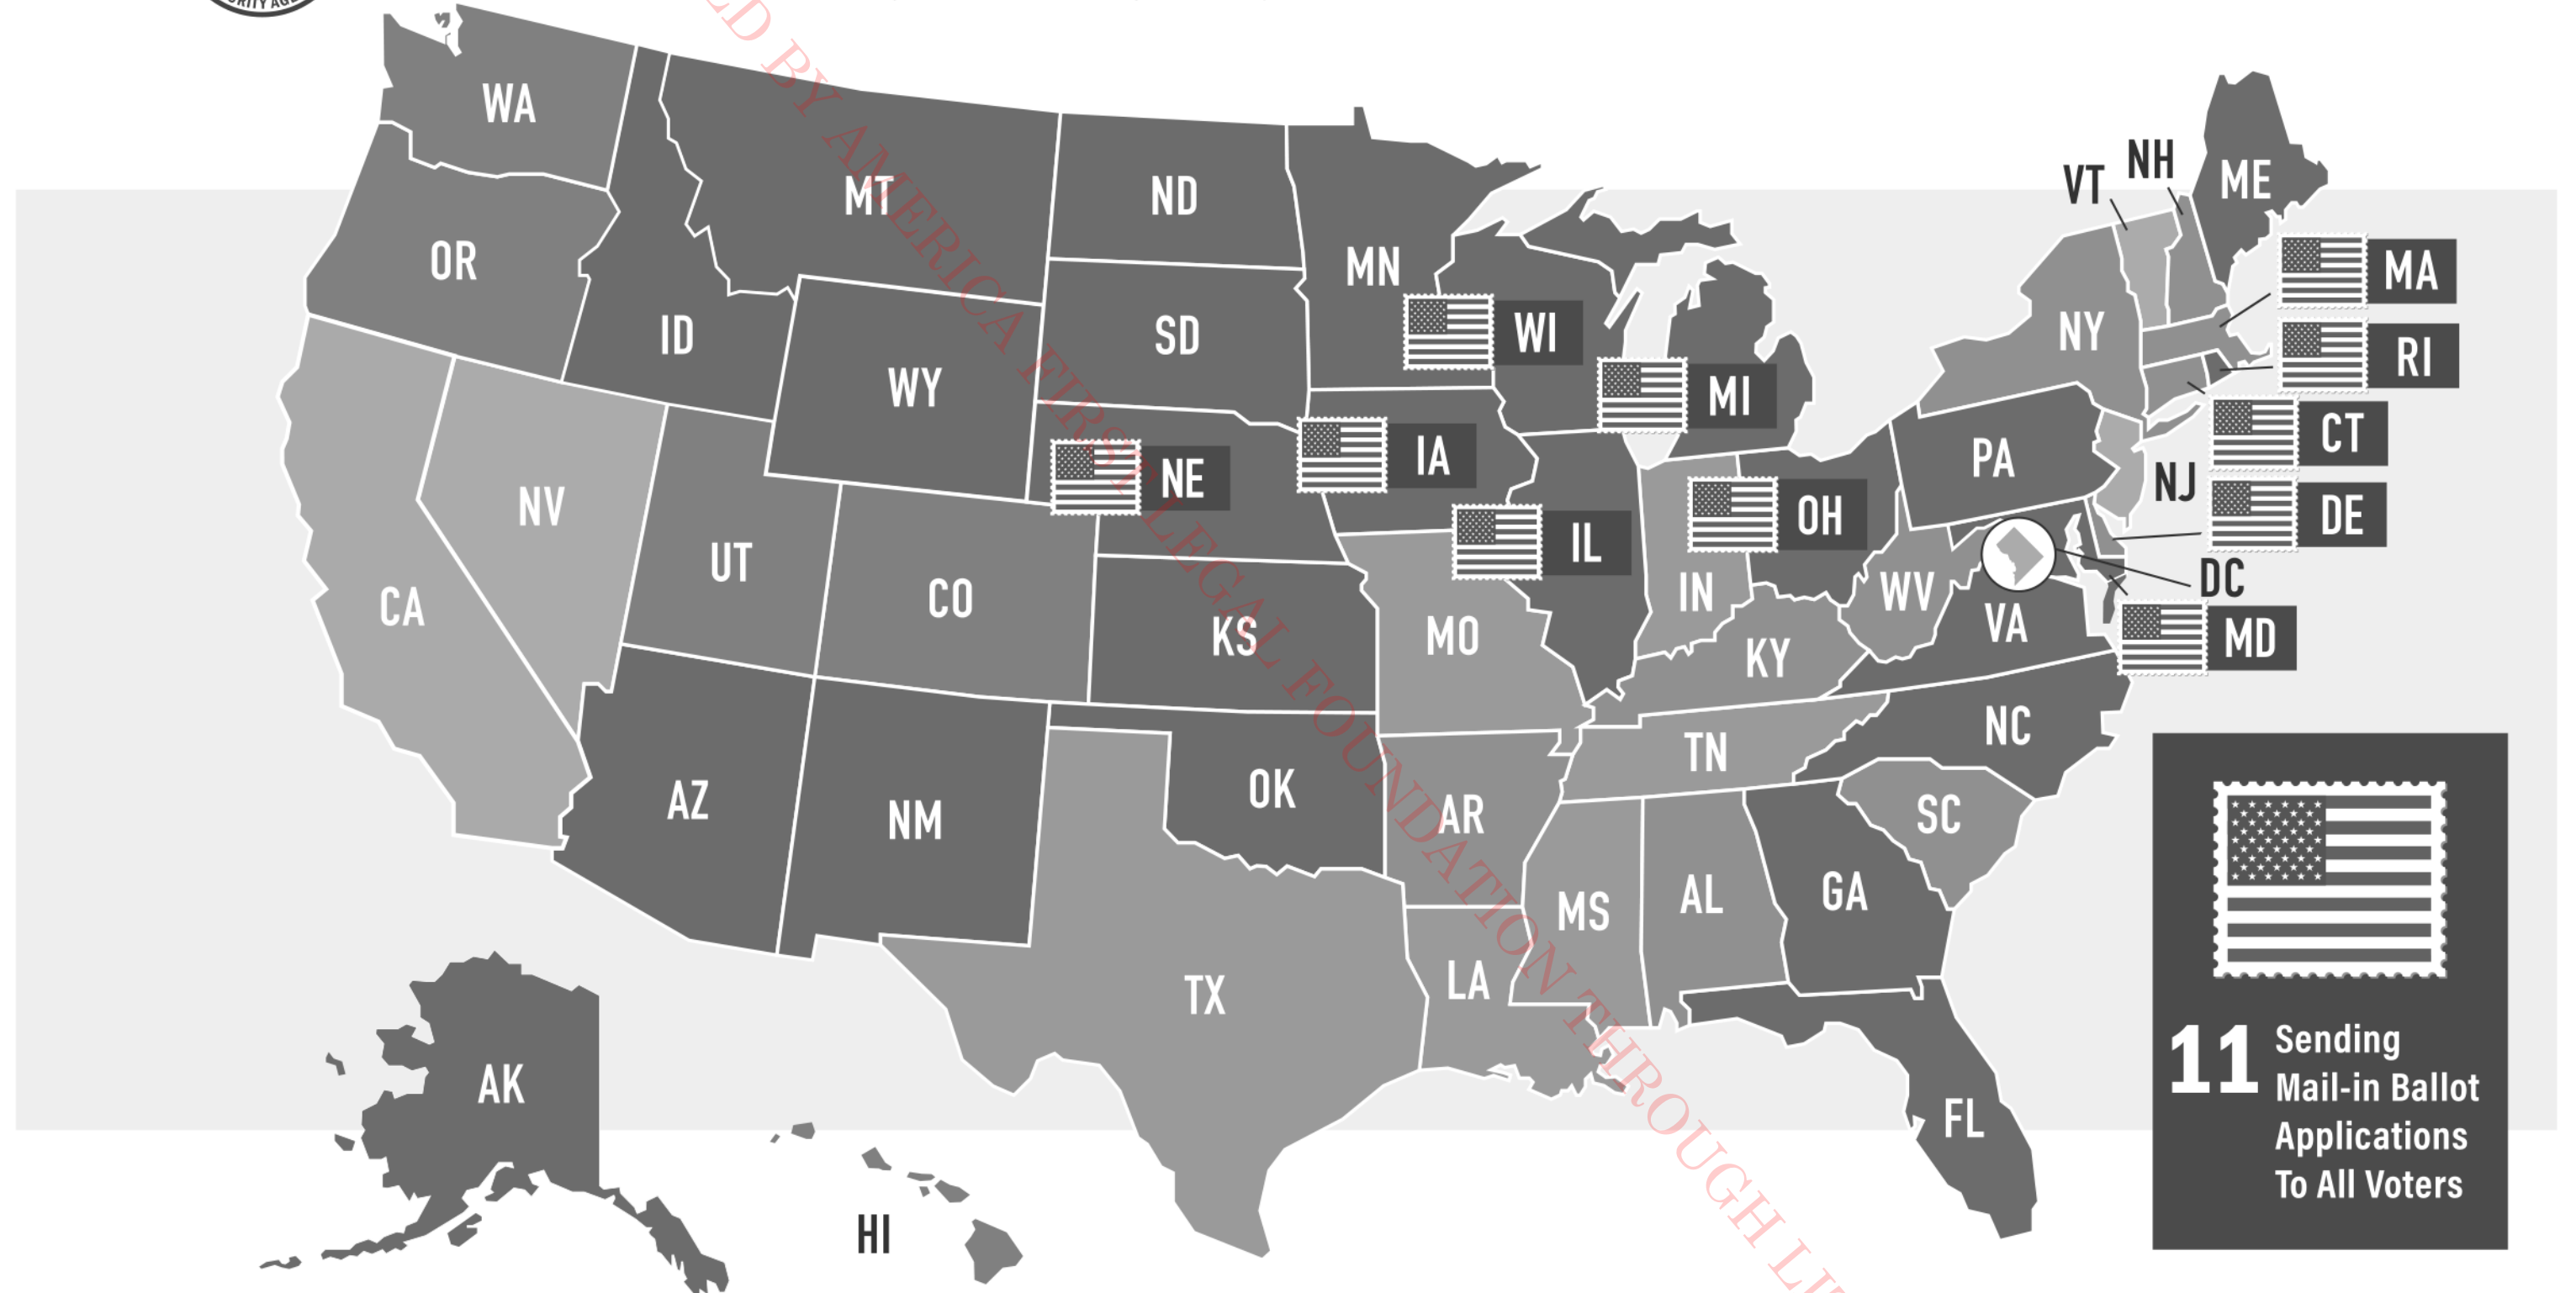 WA
MT
ND
MN
OR
ID
SD
WY
WI
MI
VT
NH
ME
MA
NY
RI
CT
PA
NJ
DE
DC
MD
NE
IA
IL
OH
IN
WV
VA
KY
NV
UT
CO
KS
MO
CA
AZ
NM
OK
AR
TN
NC
SC
MS
AL
GA
LA
TX
FL
AK
HI
11 Sending
Mail-in Ballot
Applications
To All Voters
BY AMERICA FIRST LEGAL FOUNDATION THROUGH